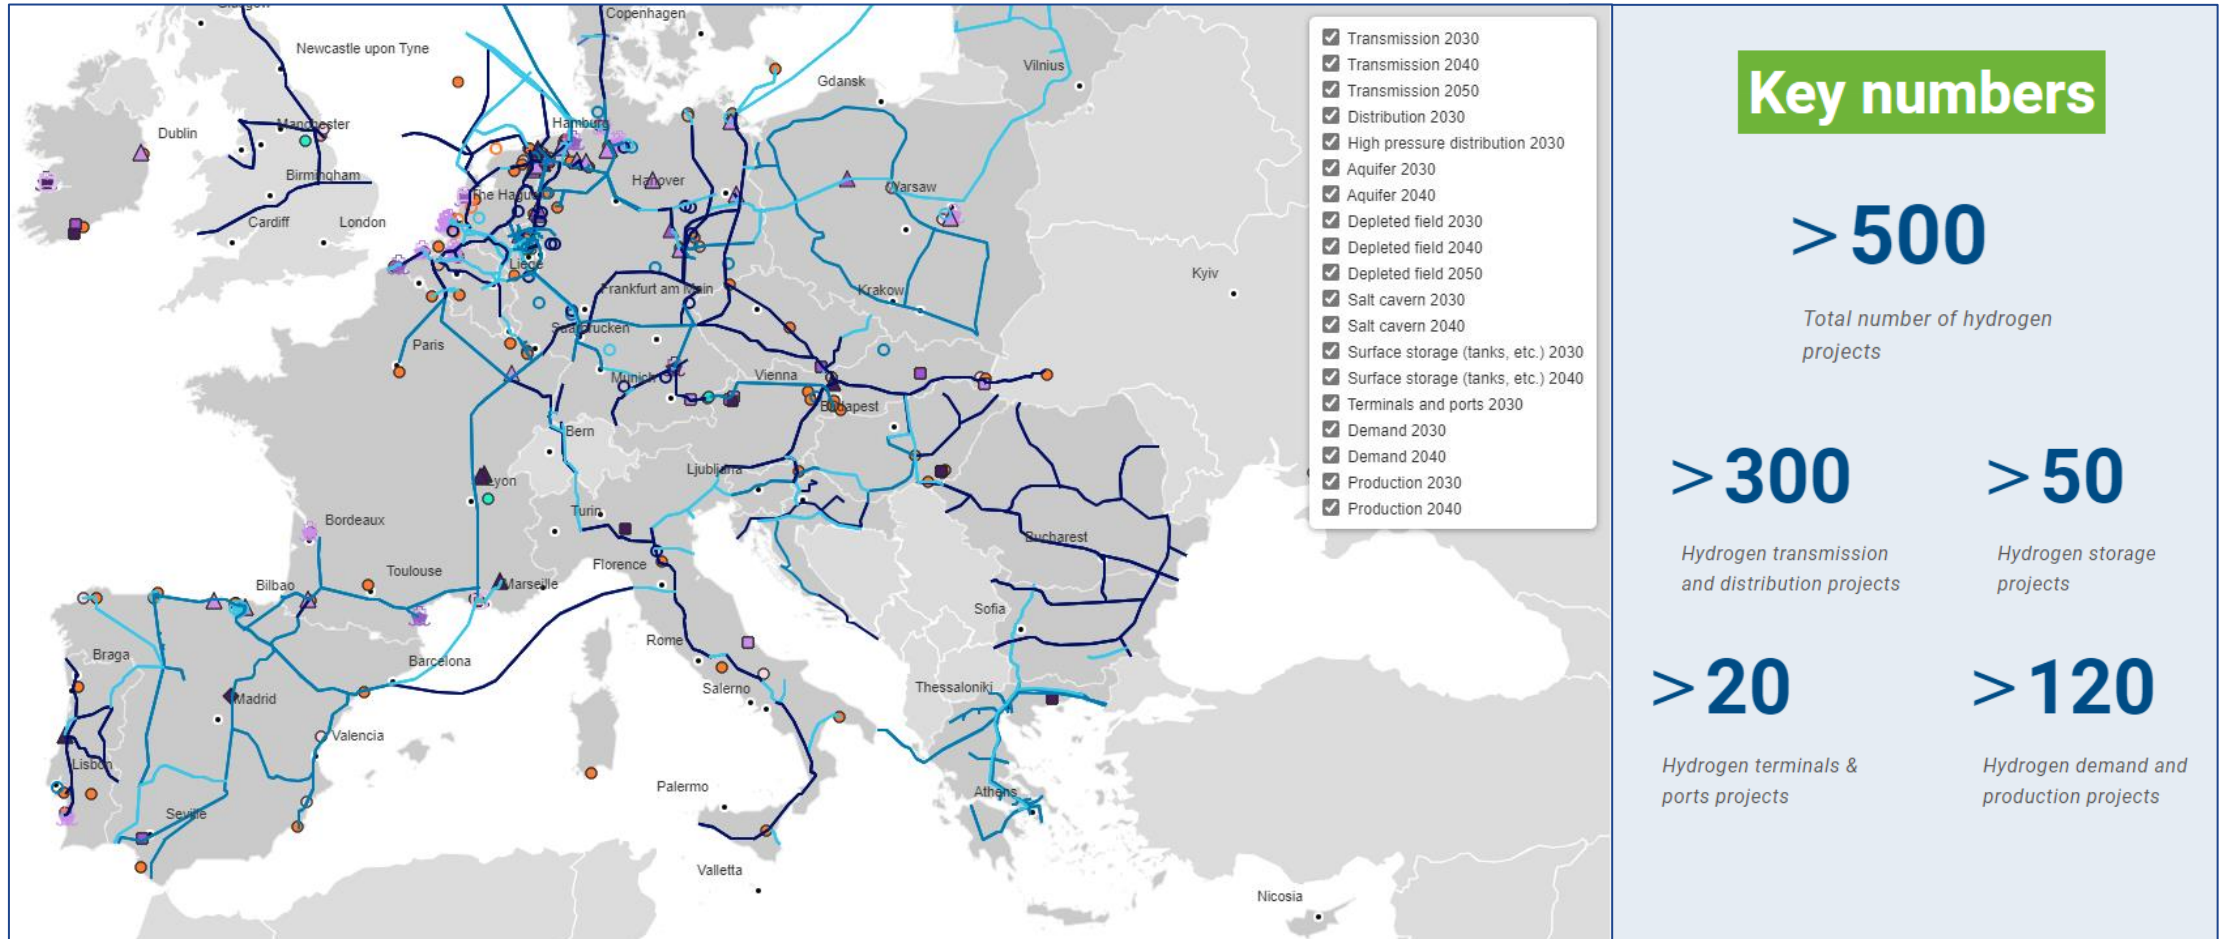 Copenhagen
Newcastle upon Tyne
Vilnius
Gdansk
Manchester
Hamburg
Dublin
Birmingham
Hanover
Warsaw
The Hague
Cardiff
London
Liege
Kyiv
Frankfurt am Main
Krakow
Saarbrucken
Paris
Munich
Vienna
Budapest
Bern
Ljubljana
Lyon
Turin
Bordeaux
Bucharest
Florence
Toulouse
Bilbao
Marseille
Sofia
Rome
Braga
Barcelona
Salerno
Thessaloniki
Madrid
Valencia
Lisbon
Palermo
Athens
Seville
Valletta
Nicosia
Transmission 2030
Transmission 2040
Transmission 2050
Distribution 2030
High pressure distribution 2030
Aquifer 2030
Aquifer 2040
Depleted field 2030
Depleted field 2040
Depleted field 2050
Salt cavern 2030
Salt cavern 2040
Surface storage (tanks, etc.) 2030
Surface storage (tanks, etc.) 2040
Terminals and ports 2030
Demand 2030
Demand 2040
Production 2030
Production 2040
Key numbers
>500
Total number of hydrogen
projects
>300
Hydrogen transmission
and distribution projects
>50
Hydrogen storage
projects
>20
Hydrogen terminals &
ports projects
>120
Hydrogen demand and
production projects